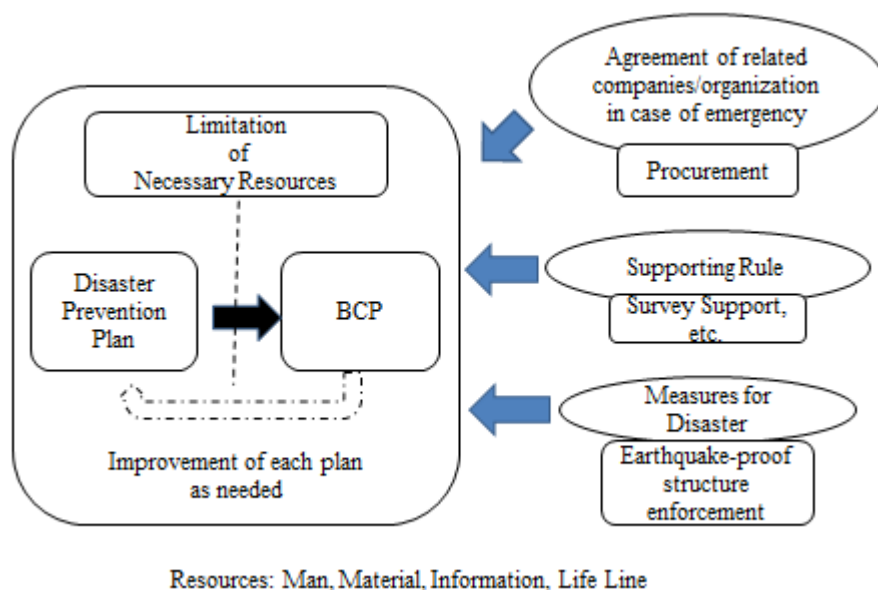 Agreement of related
companies/organization
in case of emergency
Procurement
Limitation
of
Necessary Resources
Disaster
Prevention
Plan
BCP
Supporting Rule
Survey Support,
etc.
Measures for
Disaster
Earthquake-proof
structure
enforcement
Improvement of each plan
as needed
Resources: Man, Material, Information, Life Line